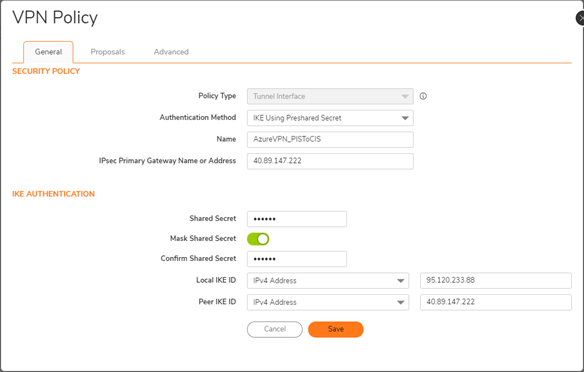 VPN Policy
General Proposals Advanced
SECURITY POLICY
Policy Type Tunnel Interface
Authentication Method IKE Using Preshared Secret
Name AzureVPN_PISToCIS
IPsec Primary Gateway Name or Address 40.89.147.222
IKE AUTHENTICATION
Shared Secret ••••••
Mask Shared Secret
Confirm Shared Secret ••••••
Local IKE ID IPv4 Address 95.120.233.88
Peer IKE ID IPv4 Address 40.89.147.222
Cancel Save